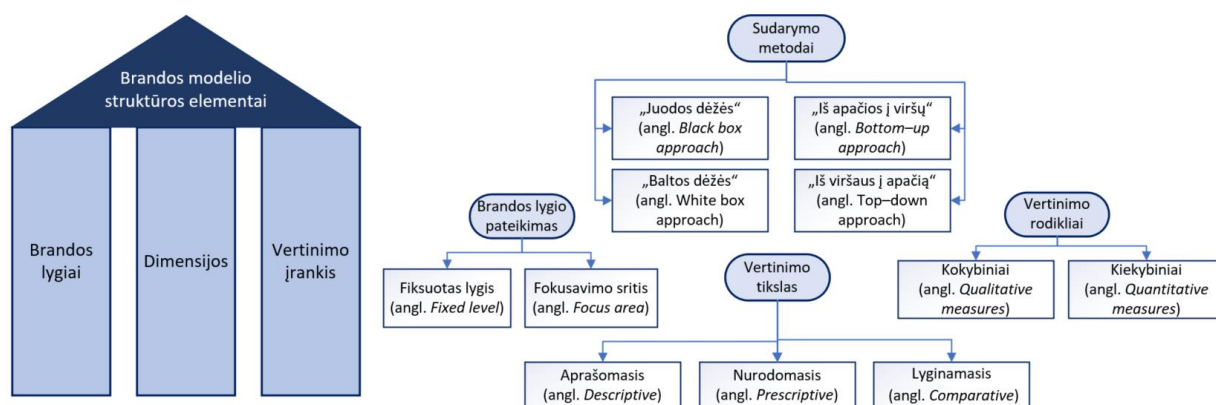 Brandos modelio
struktūros elementai
Brandos
lygiai
Dimensijos
Vertinimo
įrankis
Sudarymo
metodai
„Juodos dėžės“
(angl. Black box
approach)
„Iš apačios į viršų“
(angl. Bottom–up
approach)
„Baltos dėžės“
(angl. White box
approach)
„Iš viršaus į apačią“
(angl. Top–down
approach)
Brandos lygio
pateikimas
Fiksuotas lygis
(angl. Fixed level)
Fokusavimo sritis
(angl. Focus area)
Vertinimo
tikslas
Aprašomasis
(angl. Descriptive)
Nurodomasis
(angl. Prescriptive)
Lyginamasis
(angl. Comparative)
Vertinimo
rodikliai
Kokybiniai
(angl. Qualitative
measures)
Kiekybiniai
(angl. Quantitative
measures)